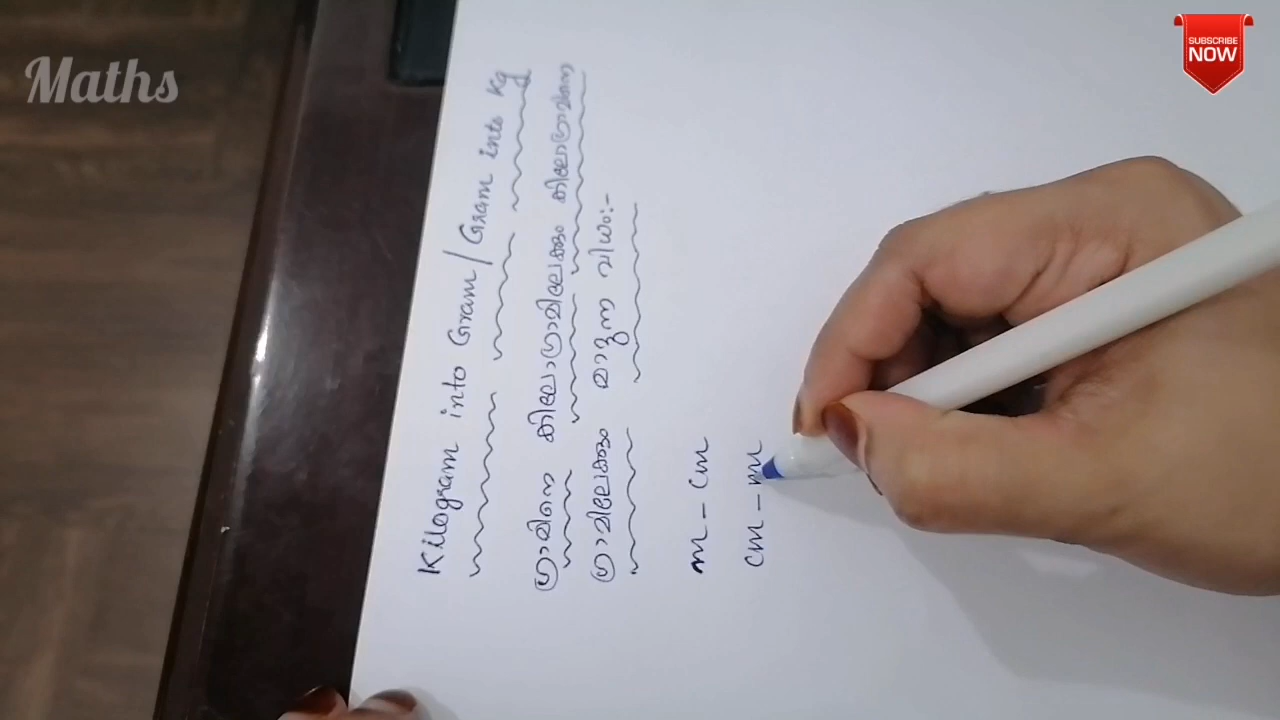 Maths
SUBSCRIBE
NOW
Kilogram into Gram/Gram into Kg
ഗ്രാമിനെ കിലോഗ്രാമിലേക്കും കിലോഗ്രാമിനെ
ഗ്രാമിലേക്കും മാറ്റുന്ന വിധം:-
m - cm
cm - m